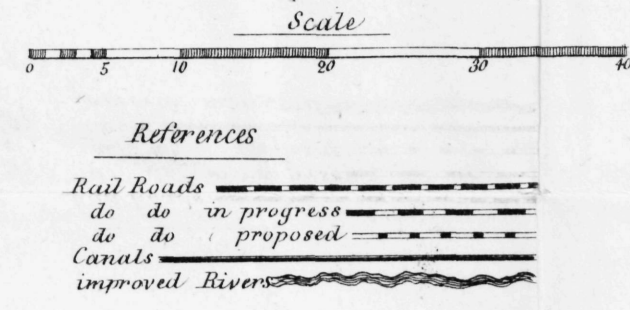 Scale
0 5 10 20 30 40
References
Rail Roads
do do in progress
do do proposed
Canals
improved Rivers